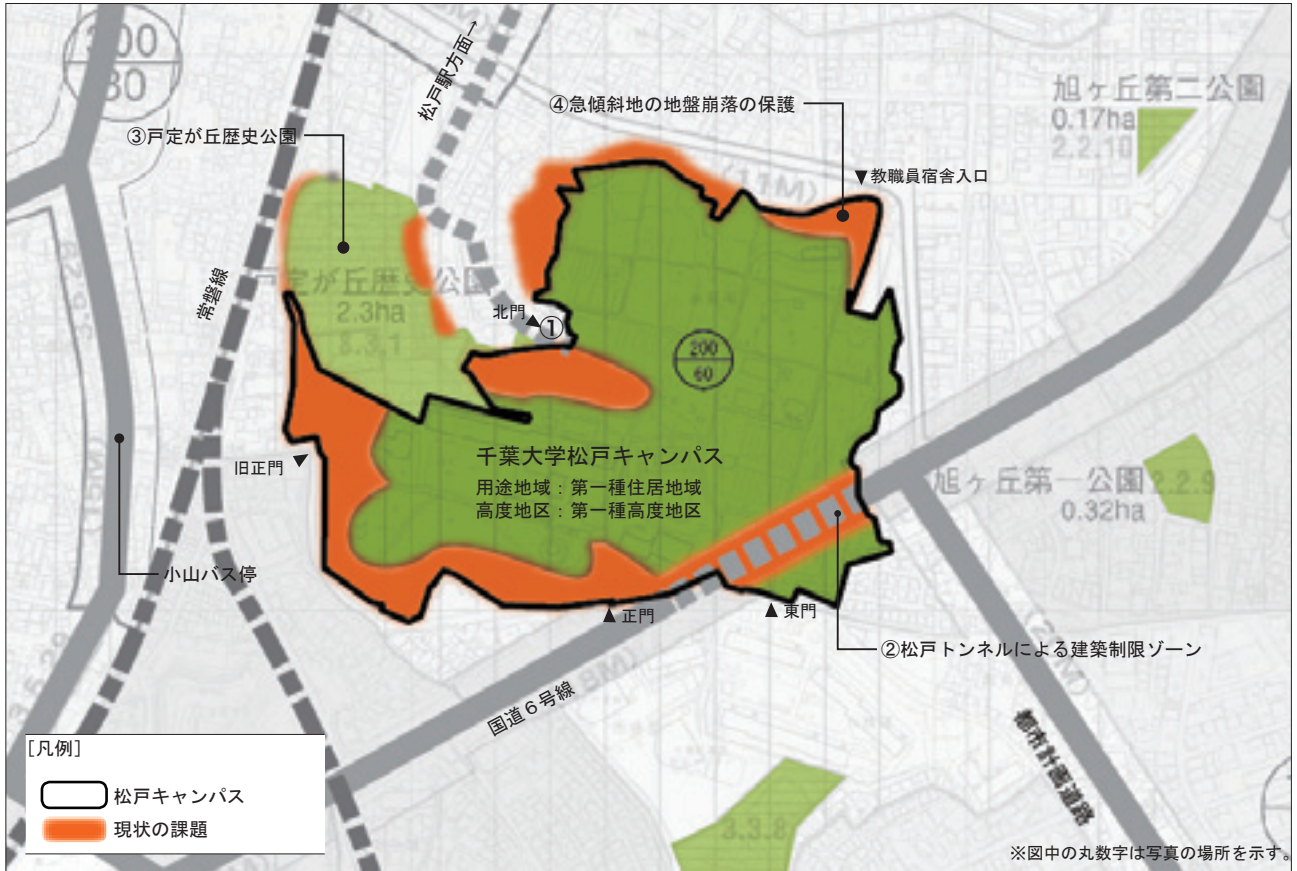 200
80
松戸駅方面→
④急傾斜地の地盤崩落の保護
旭ヶ丘第二公園
0.17ha
2.2.10
③戸定が丘歴史公園
(11M)
▼教職員宿舎入口
常磐線
戸定が丘歴史公園
2.3ha
8.3.1
北門
①
200
60
千葉大学松戸キャンパス
用途地域：第一種住居地域
高度地区：第一種高度地区
旭ヶ丘第一公園 2.2.9
0.32ha
旧正門
(15M)
小山バス停
▲正門
▲東門
②松戸トンネルによる建築制限ゾーン
国道６号線
都市計画道路
3.3.8
[凡例]
松戸キャンパス
現状の課題
※図中の丸数字は写真の場所を示す。